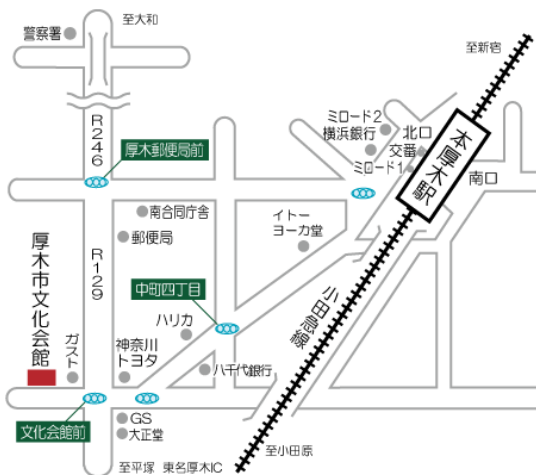 至大和
警察署
至新宿
R246
厚木郵便局前
ミロード2
横浜銀行
北口
交番
ミロード1
本厚木駅
南口
南合同庁舎
郵便局
イトー
ヨーカ堂
厚木市文化会館
R129
中町四丁目
小田急線
ガスト
神奈川
トヨタ
ハリカ
八千代銀行
文化会館前
GS
大正堂
至小田原
至平塚 東名厚木IC